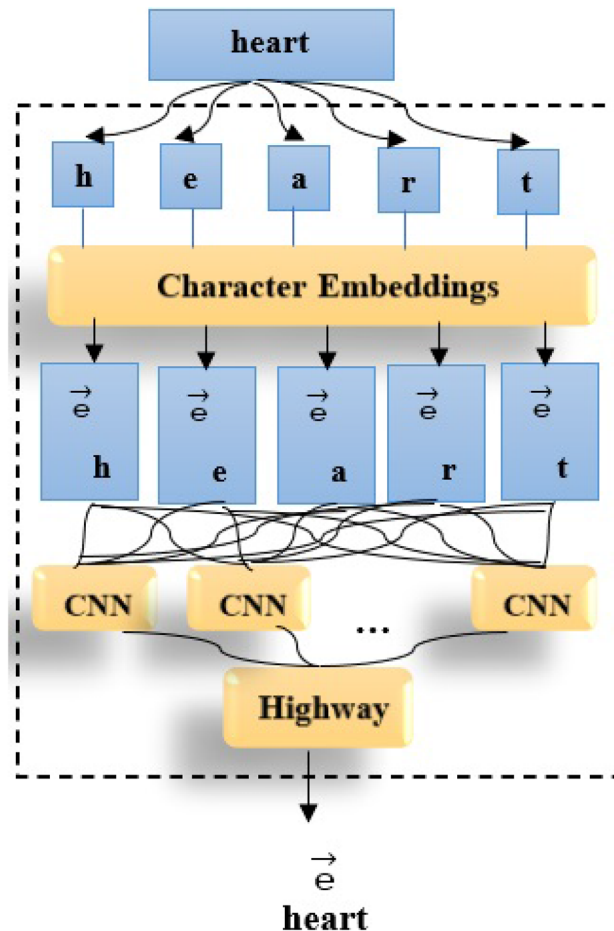 heart
h e a r t
Character Embeddings
e⃗ e⃗ e⃗ e⃗ e⃗
h e a r t
CNN CNN ... CNN
Highway
e⃗
heart